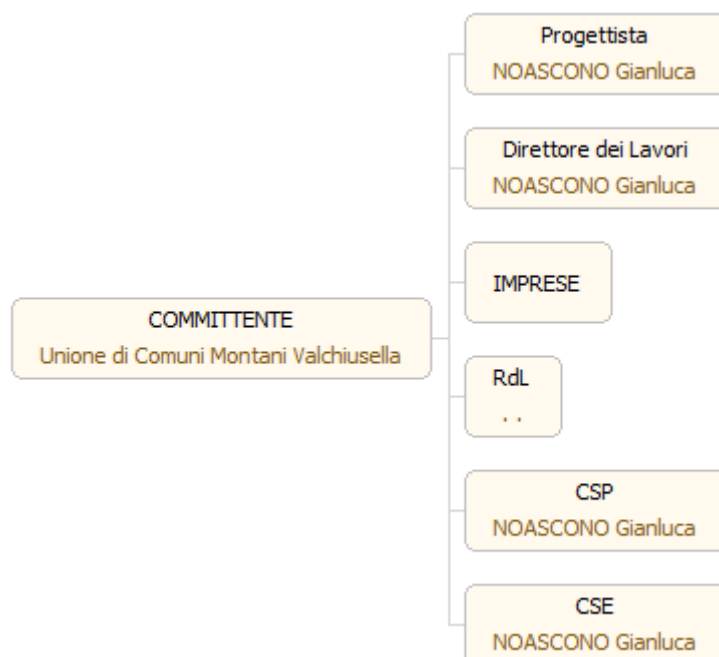 Progettista
NOASCONO Gianluca
Direttore dei Lavori
NOASCONO Gianluca
IMPRESE
COMMITTENTE
Unione di Comuni Montani Valchiusella
RdL
. .
CSP
NOASCONO Gianluca
CSE
NOASCONO Gianluca